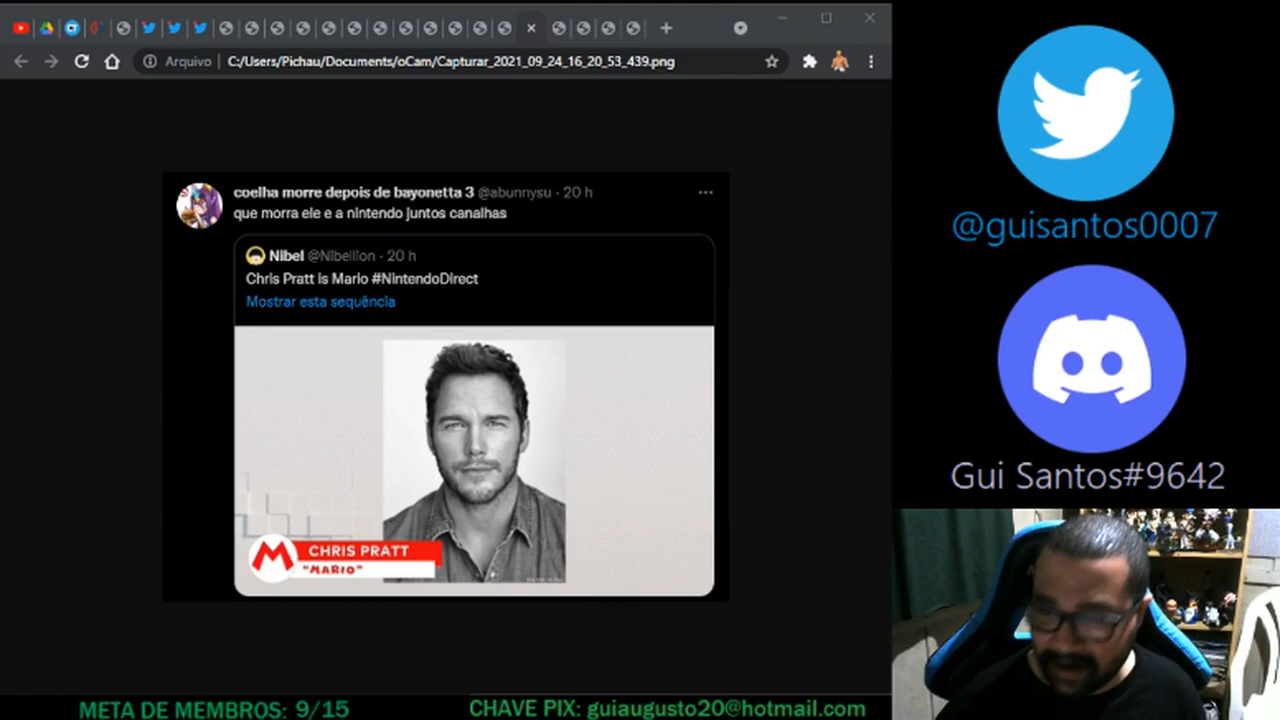 Arquivo
C:/Users/Pichau/Documents/oCam/Capturar_2021_09_24_16_20_53_439.png
coelha morre depois de bayonetta 3 @abunnysu · 20 h
que morra ele e a nintendo juntos canalhas
Nibel @Nibellion · 20 h
Chris Pratt is Mario #NintendoDirect
Mostrar esta sequência
M
CHRIS PRATT
"MARIO"
@guisantos0007
Gui Santos#9642
META DE MEMBROS: 9/15
CHAVE PIX: guiaugusto20@hotmail.com